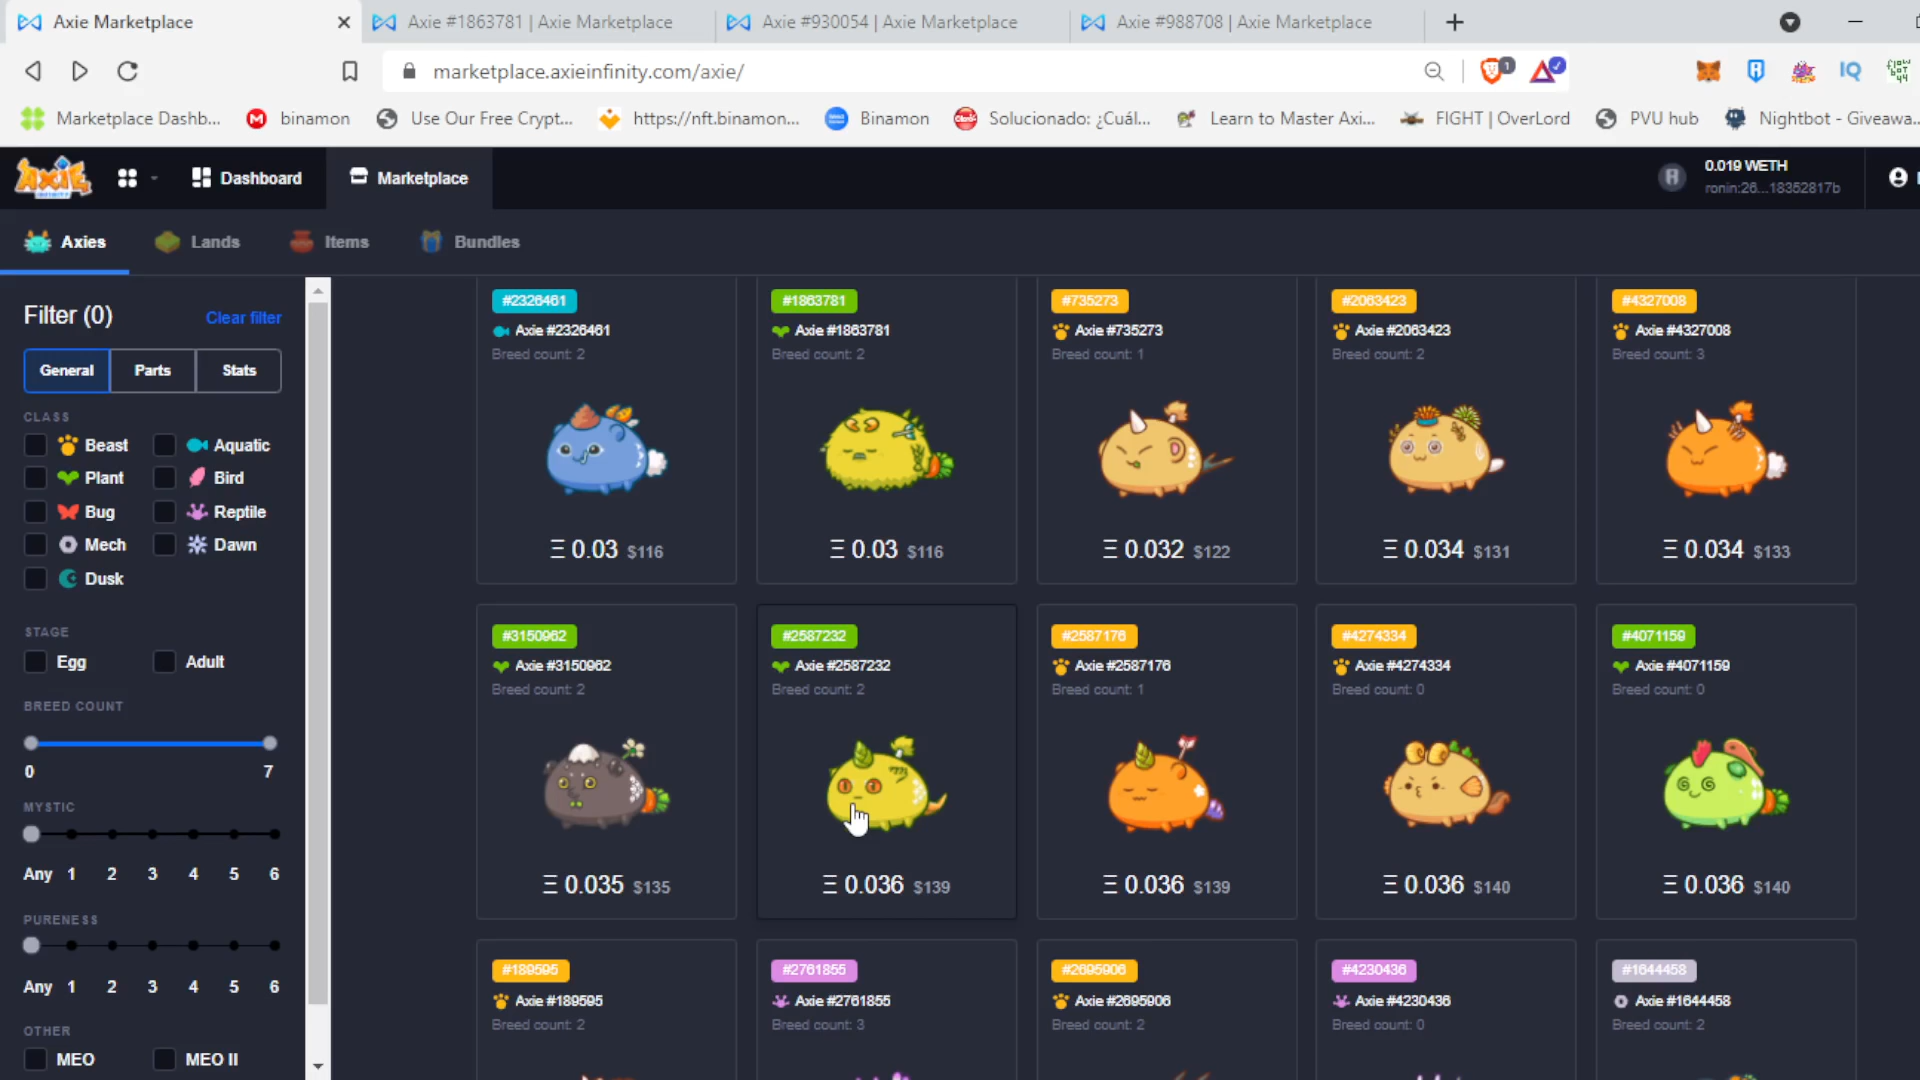 Axie Marketplace
Axie #1863781 | Axie Marketplace
Axie #930054 | Axie Marketplace
Axie #988708 | Axie Marketplace
marketplace.axieinfinity.com/axie/
1
IQ
Marketplace Dashb...
binamon
Use Our Free Crypt...
https://nft.binamon...
Binamon
Solucionado: ¿Cuál...
Learn to Master Axi...
FIGHT | OverLord
PVU hub
Nightbot - Giveawa...
AXIE
Dashboard
Marketplace
0.019 WETH
ronin:26...18352817b
Axies
Lands
Items
Bundles
Filter (0)
Clear filter
General
Parts
Stats
CLASS
Beast
Aquatic
Plant
Bird
Bug
Reptile
Mech
Dawn
Dusk
STAGE
Egg
Adult
BREED COUNT
0
7
MYSTIC
Any 1 2 3 4 5 6
PURENESS
Any 1 2 3 4 5 6
OTHER
MEO
MEO II
#2326461
Axie #2326461
Breed count: 2
Ξ 0.03 $116
#1863781
Axie #1863781
Breed count: 2
Ξ 0.03 $116
#735273
Axie #735273
Breed count: 1
Ξ 0.032 $122
#2063423
Axie #2063423
Breed count: 2
Ξ 0.034 $131
#4327008
Axie #4327008
Breed count: 3
Ξ 0.034 $133
#3150962
Axie #3150962
Breed count: 2
Ξ 0.035 $135
#2587232
Axie #2587232
Breed count: 2
Ξ 0.036 $139
#2587176
Axie #2587176
Breed count: 1
Ξ 0.036 $139
#4274334
Axie #4274334
Breed count: 0
Ξ 0.036 $140
#4071159
Axie #4071159
Breed count: 0
Ξ 0.036 $140
#189595
Axie #189595
Breed count: 2
#2761855
Axie #2761855
Breed count: 3
#2695906
Axie #2695906
Breed count: 2
#4230436
Axie #4230436
Breed count: 0
#1644458
Axie #1644458
Breed count: 2